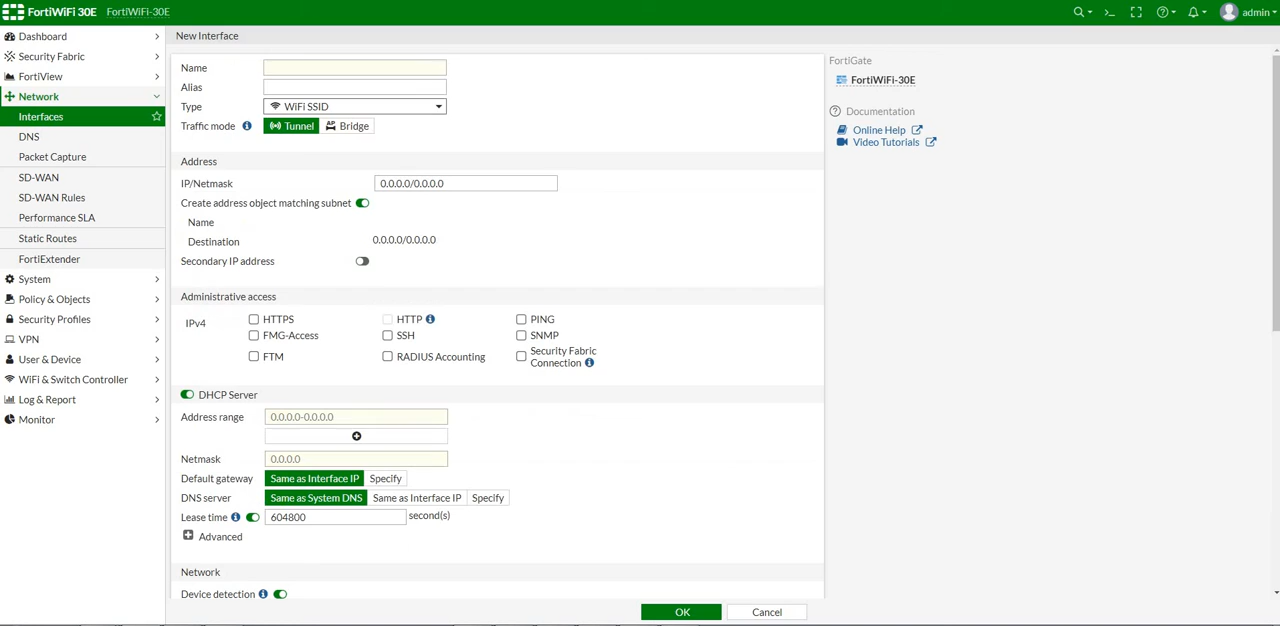 FortiWiFi 30E FortiWiFi-30E admin
Dashboard
Security Fabric
FortiView
Network
Interfaces
DNS
Packet Capture
SD-WAN
SD-WAN Rules
Performance SLA
Static Routes
FortiExtender
System
Policy & Objects
Security Profiles
VPN
User & Device
WiFi & Switch Controller
Log & Report
Monitor
New Interface
Name
Alias
Type WiFi SSID
Traffic mode Tunnel Bridge
Address
IP/Netmask 0.0.0.0/0.0.0.0
Create address object matching subnet
Name
Destination 0.0.0.0/0.0.0.0
Secondary IP address
Administrative access
IPv4 HTTPS HTTP PING
FMG-Access SSH SNMP
FTM RADIUS Accounting Security Fabric
Connection
DHCP Server
Address range 0.0.0.0-0.0.0.0
Netmask 0.0.0.0
Default gateway Same as Interface IP Specify
DNS server Same as System DNS Same as Interface IP Specify
Lease time 604800 second(s)
Advanced
Network
Device detection
OK Cancel
FortiGate
FortiWiFi-30E
Documentation
Online Help
Video Tutorials